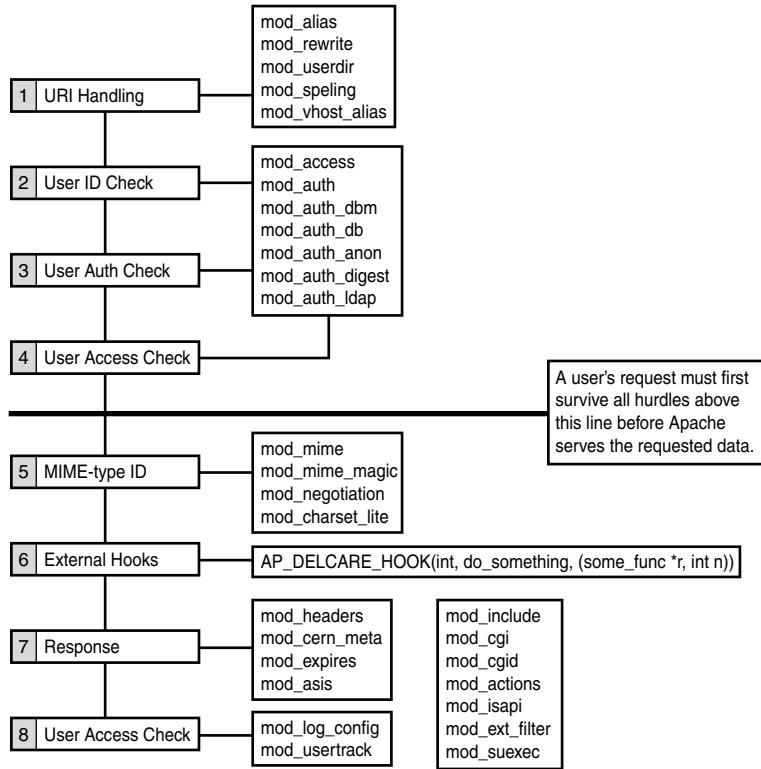 mod_alias
mod_rewrite
mod_userdir
mod_speling
mod_vhost_alias
1 URI Handling
mod_access
mod_auth
mod_auth_dbm
mod_auth_db
mod_auth_anon
mod_auth_digest
mod_auth_ldap
2 User ID Check
3 User Auth Check
4 User Access Check
A user's request must first
survive all hurdles above
this line before Apache
serves the requested data.
5 MIME-type ID
mod_mime
mod_mime_magic
mod_negotiation
mod_charset_lite
6 External Hooks
AP_DELCARE_HOOK(int, do_something, (some_func *r, int n))
7 Response
mod_headers
mod_cern_meta
mod_expires
mod_asis
mod_include
mod_cgi
mod_cgid
mod_actions
mod_isapi
mod_ext_filter
mod_suexec
8 User Access Check
mod_log_config
mod_usertrack